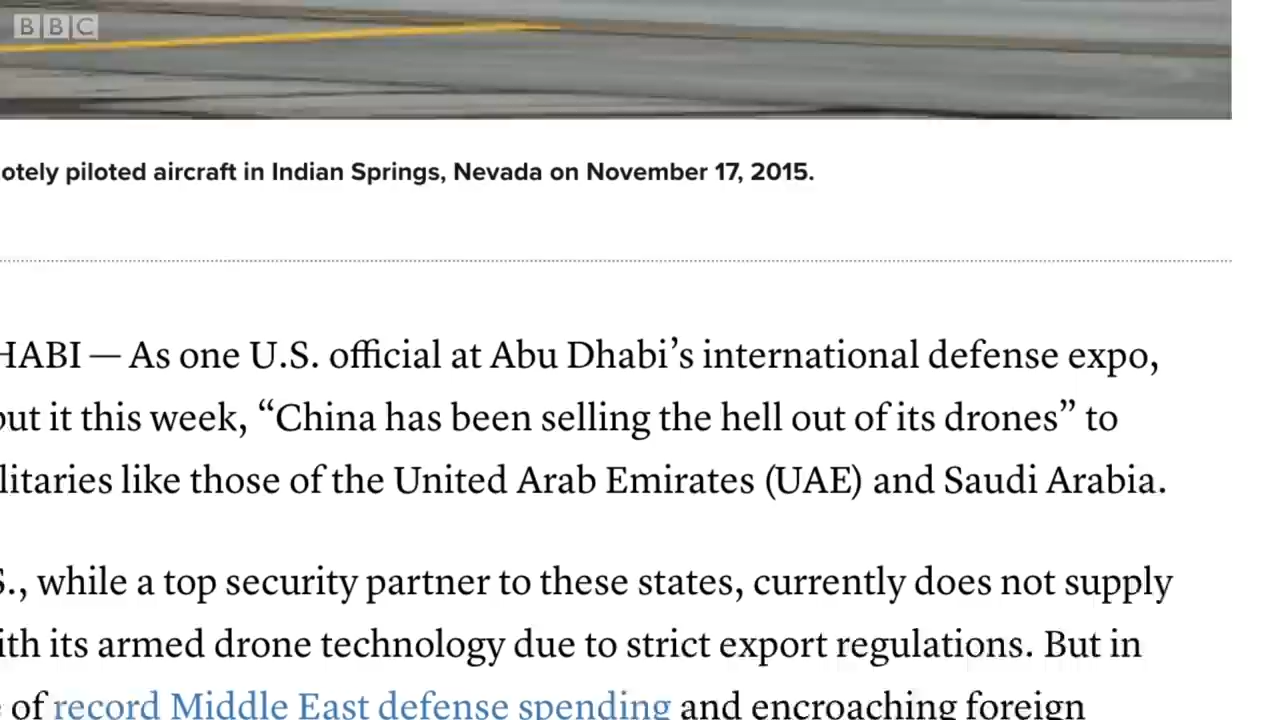 BBC
otely piloted aircraft in Indian Springs, Nevada on November 17, 2015.
HABI — As one U.S. official at Abu Dhabi’s international defense expo,
put it this week, “China has been selling the hell out of its drones” to
litaries like those of the United Arab Emirates (UAE) and Saudi Arabia.
S., while a top security partner to these states, currently does not supply
ith its armed drone technology due to strict export regulations. But in
of record Middle East defense spending and encroaching foreign